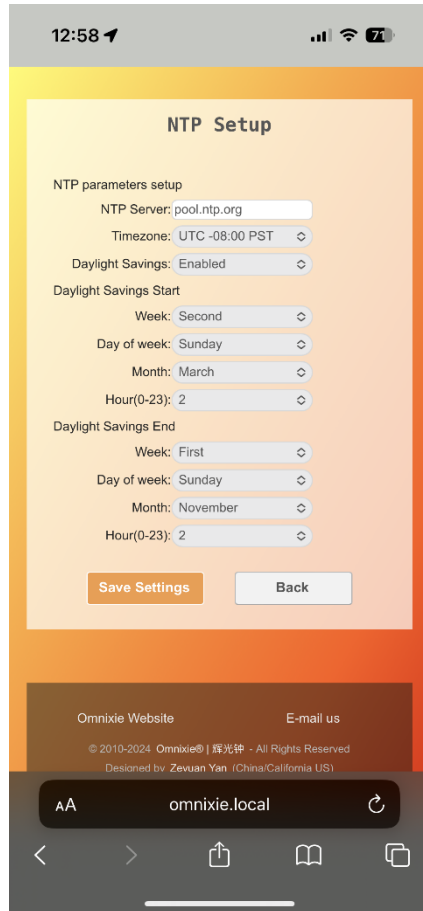 12:58
71
NTP Setup
NTP parameters setup
NTP Server: pool.ntp.org
Timezone: UTC -08:00 PST
Daylight Savings: Enabled
Daylight Savings Start
Week: Second
Day of week: Sunday
Month: March
Hour(0-23): 2
Daylight Savings End
Week: First
Day of week: Sunday
Month: November
Hour(0-23): 2
Save Settings Back
Omnixie Website E-mail us
© 2010-2024 Omnixie® | 辉光钟 - All Rights Reserved
Designed by Zeyuan Yan (China/California US)
AA omnixie.local